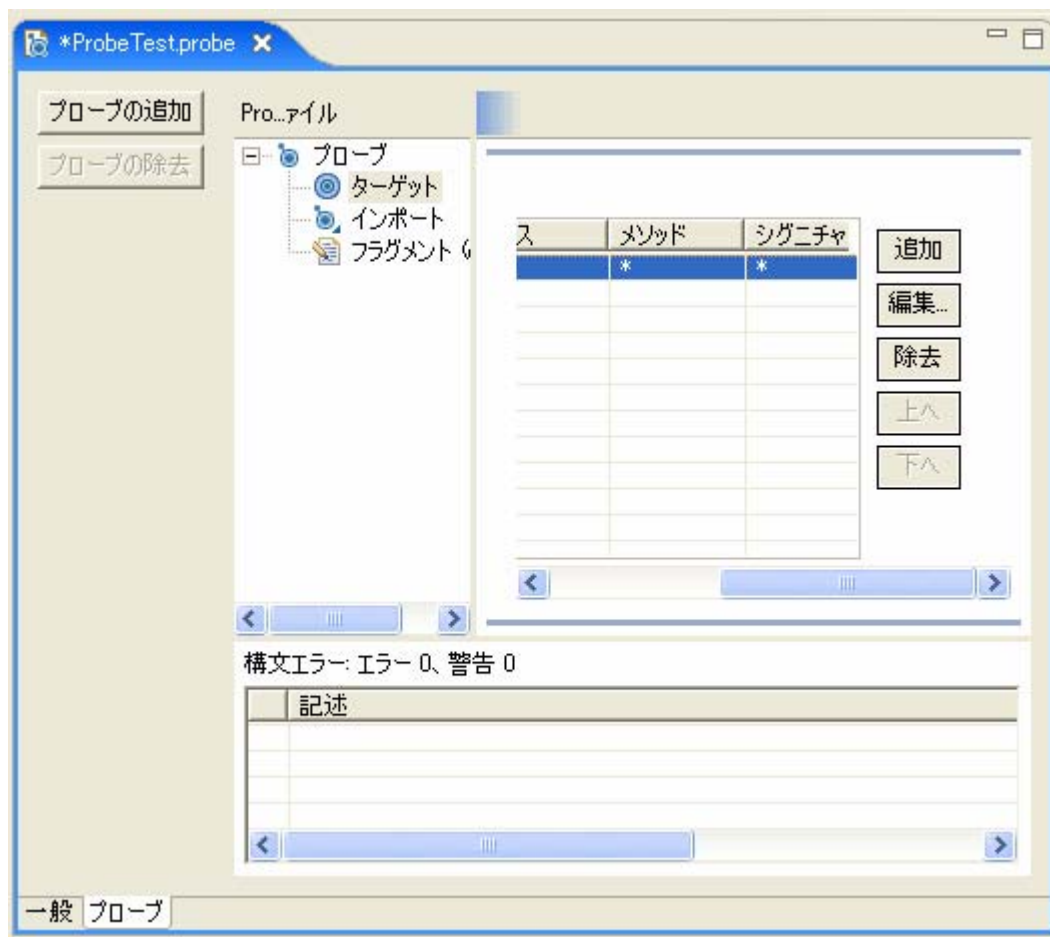 *ProbeTest.probe
プローブの追加
プローブの除去
Pro...ァイル
プローブ
ターゲット
インポート
フラグメント (
ス メソッド シグニチャ
* *
追加
編集...
除去
上へ
下へ
構文エラー: エラー 0、警告 0
記述
一般 プローブ